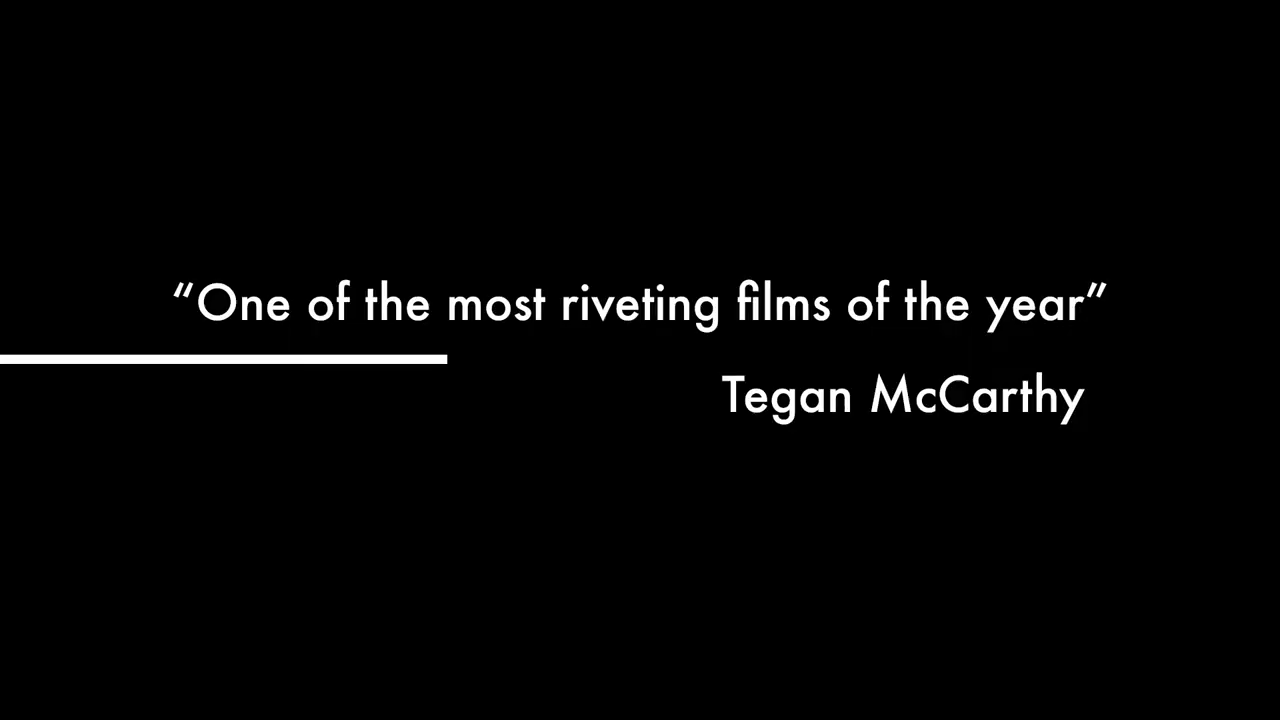 “One of the most riveting films of the year”
Tegan McCarthy